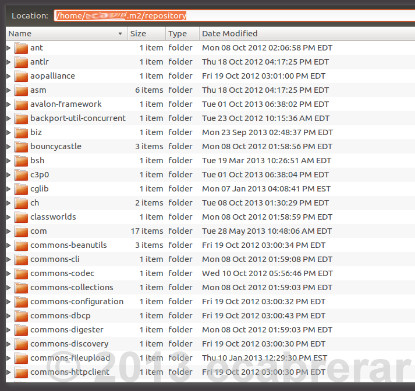 Location: /home/ .m2/repository
Name Size Type Date Modified
ant 1 item folder Mon 08 Oct 2012 02:06:58 PM EDT
antlr 1 item folder Thu 18 Oct 2012 04:17:25 PM EDT
aopalliance 1 item folder Fri 19 Oct 2012 03:01:00 PM EDT
asm 6 items folder Thu 18 Oct 2012 04:17:25 PM EDT
avalon-framework 1 item folder Tue 01 Oct 2013 06:38:02 PM EDT
backport-util-concurrent 1 item folder Tue 23 Oct 2012 10:15:36 AM EDT
biz 1 item folder Mon 23 Sep 2013 02:48:37 PM EDT
bouncycastle 3 items folder Mon 08 Oct 2012 01:58:56 PM EDT
bsh 1 item folder Tue 19 Mar 2013 10:26:51 AM EDT
c3p0 1 item folder Tue 01 Oct 2013 06:38:04 PM EDT
cglib 1 item folder Mon 07 Jan 2013 04:08:41 PM EST
ch 2 items folder Tue 08 Oct 2013 01:30:29 PM EDT
classworlds 1 item folder Mon 08 Oct 2012 01:58:59 PM EDT
com 17 items folder Tue 28 May 2013 10:48:06 AM EDT
commons-beanutils 3 items folder Fri 19 Oct 2012 03:00:34 PM EDT
commons-cli 1 item folder Mon 08 Oct 2012 01:59:08 PM EDT
commons-codec 1 item folder Wed 10 Oct 2012 05:56:46 PM EDT
commons-collections 1 item folder Mon 08 Oct 2012 01:59:03 PM EDT
commons-configuration 1 item folder Fri 19 Oct 2012 03:00:32 PM EDT
commons-dbcp 1 item folder Fri 19 Oct 2012 03:00:43 PM EDT
commons-digester 1 item folder Mon 08 Oct 2012 01:59:03 PM EDT
commons-discovery 1 item folder Fri 19 Oct 2012 03:00:30 PM EDT
commons-fileupload 1 item folder Thu 10 Jan 2013 12:29:30 PM EST
commons-httpclient 1 item folder Fri 19 Oct 2012 03:00:30 PM EDT
© 2013 ecabrerar